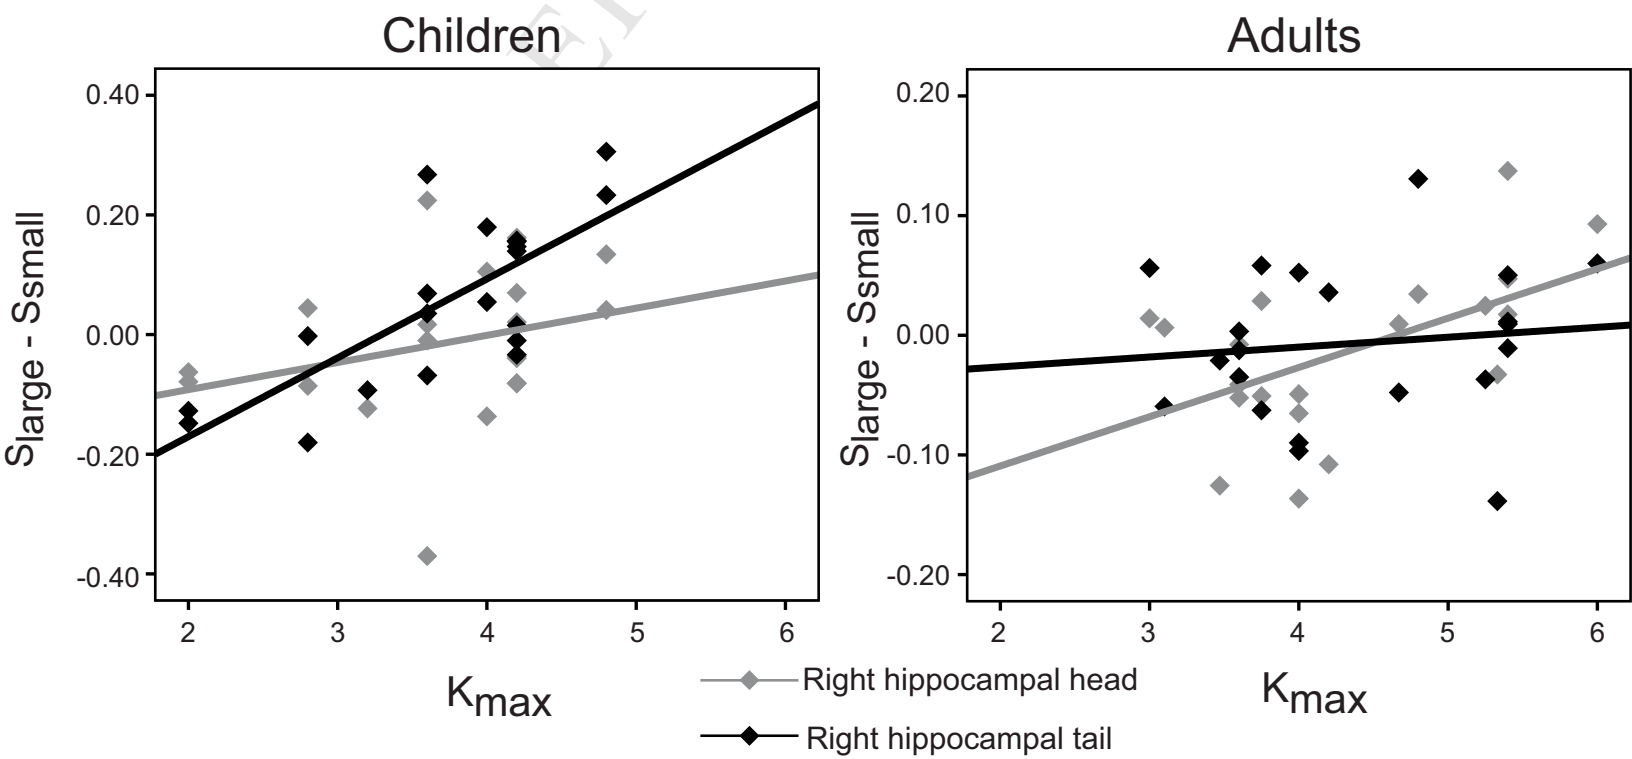 Children
Adults
0.40
0.20
0.00
-0.20
-0.40
Slarge - Ssmall
2 3 4 5 6
Kmax
0.20
0.10
0.00
-0.10
-0.20
Slarge - Ssmall
2 3 4 5 6
Kmax
Right hippocampal head
Right hippocampal tail